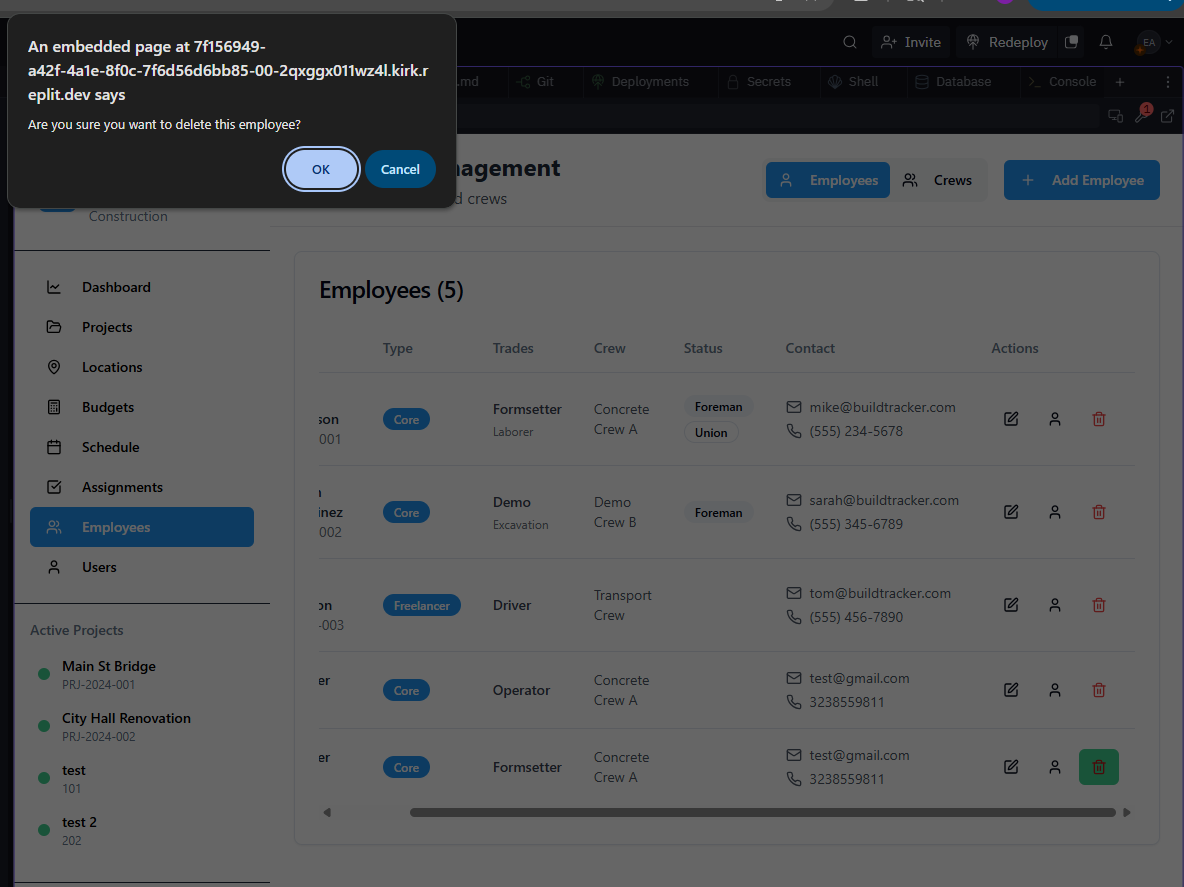 An embedded page at 7f156949-
a42f-4a1e-8f0c-7f6d56d6bb85-00-2qxggx011wz4l.kirk.r
eplit.dev says
Are you sure you want to delete this employee?
OK
Cancel
Invite
Redeploy
EA
.md
Git
Deployments
Secrets
Shell
Database
Console
1
nagement
d crews
Employees
Crews
Add Employee
Construction
Dashboard
Projects
Locations
Budgets
Schedule
Assignments
Employees
Users
Active Projects
Main St Bridge
PRJ-2024-001
City Hall Renovation
PRJ-2024-002
test
101
test 2
202
Employees (5)
Type Trades Crew Status Contact Actions
son
001
Core
Formsetter
Laborer
Concrete
Crew A
Foreman
Union
mike@buildtracker.com
(555) 234-5678
inez
002
Core
Demo
Excavation
Demo
Crew B
Foreman
sarah@buildtracker.com
(555) 345-6789
on
-003
Freelancer
Driver
Transport
Crew
tom@buildtracker.com
(555) 456-7890
er
Core
Operator
Concrete
Crew A
test@gmail.com
3238559811
er
Core
Formsetter
Concrete
Crew A
test@gmail.com
3238559811